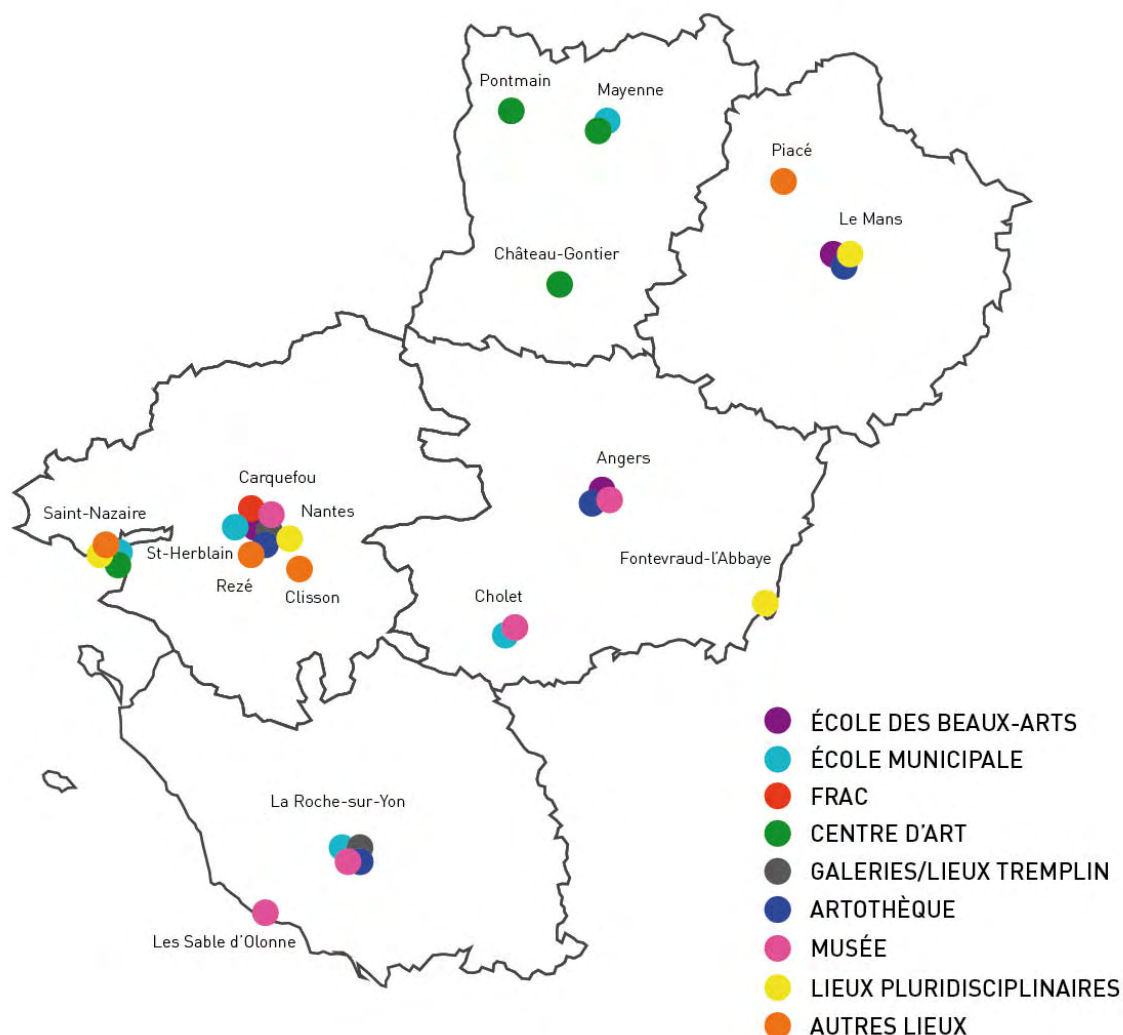 Pontmain
Mayenne
Piacé
Le Mans
Château-Gontier
Angers
Carquefou
Nantes
Saint-Nazaire
St-Herblain
Rezé
Clisson
Fontevraud-l'Abbaye
Cholet
La Roche-sur-Yon
Les Sable d'Olonne
ÉCOLE DES BEAUX-ARTS
ÉCOLE MUNICIPALE
FRAC
CENTRE D'ART
GALERIES/LIEUX TREMPLIN
ARTOTHÈQUE
MUSÉE
LIEUX PLURIDISCIPLINAIRES
AUTRES LIEUX